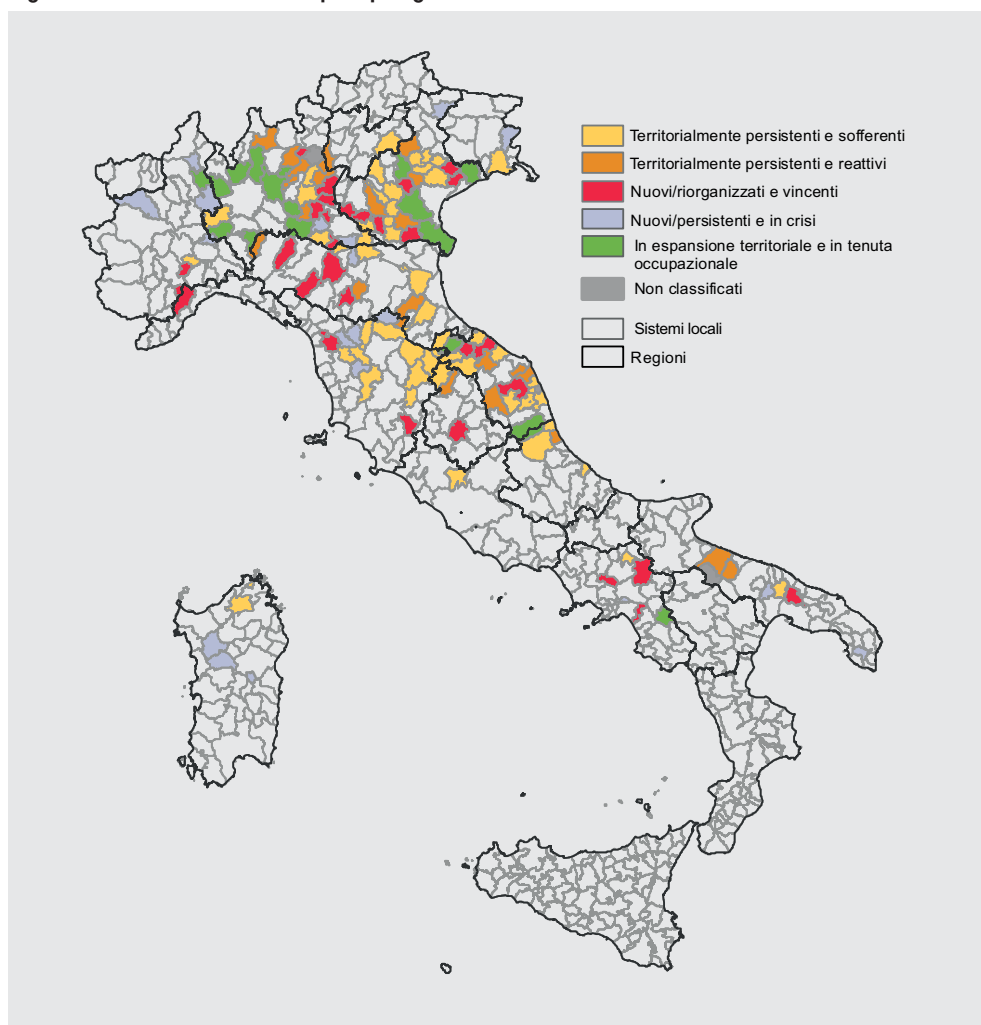 Territorialmente persistenti e sofferenti
Territorialmente persistenti e reattivi
Nuovi/riorganizzati e vincenti
Nuovi/persistenti e in crisi
In espansione territoriale e in tenuta
occupazionale
Non classificati
Sistemi locali
Regioni